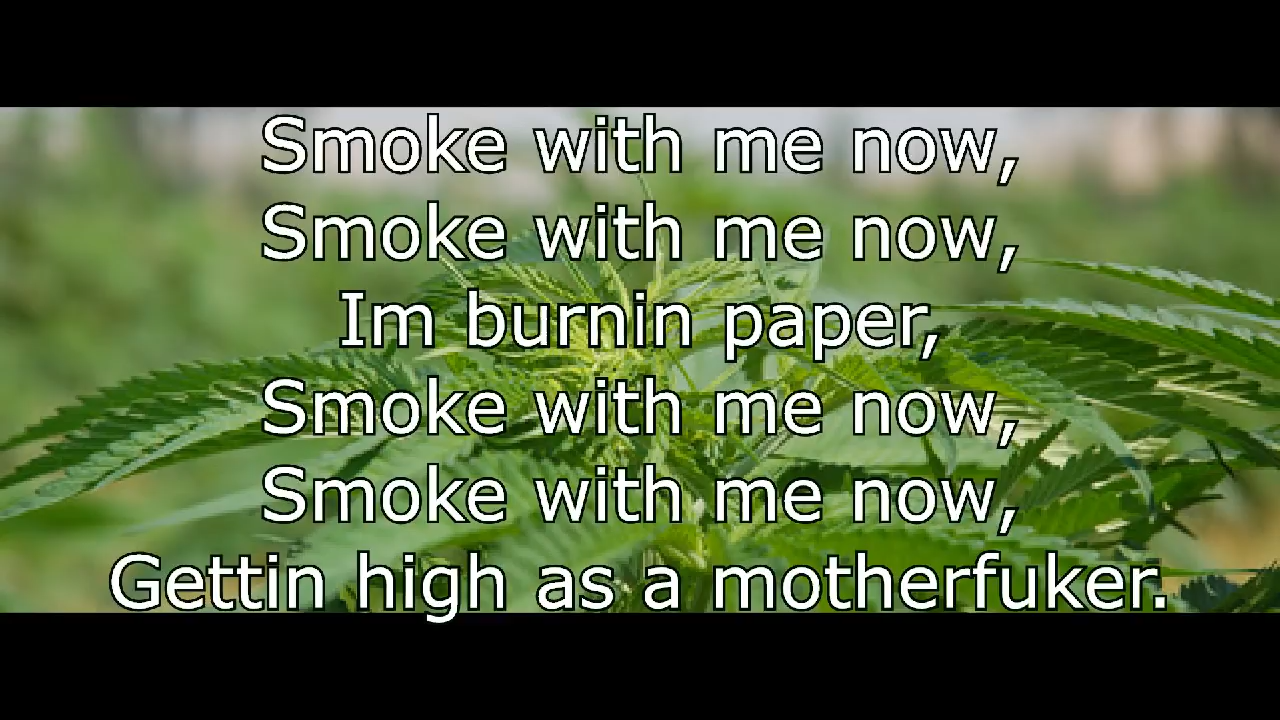 Smoke with me now,
Smoke with me now,
Im burnin paper,
Smoke with me now,
Smoke with me now,
Gettin high as a motherfuker.